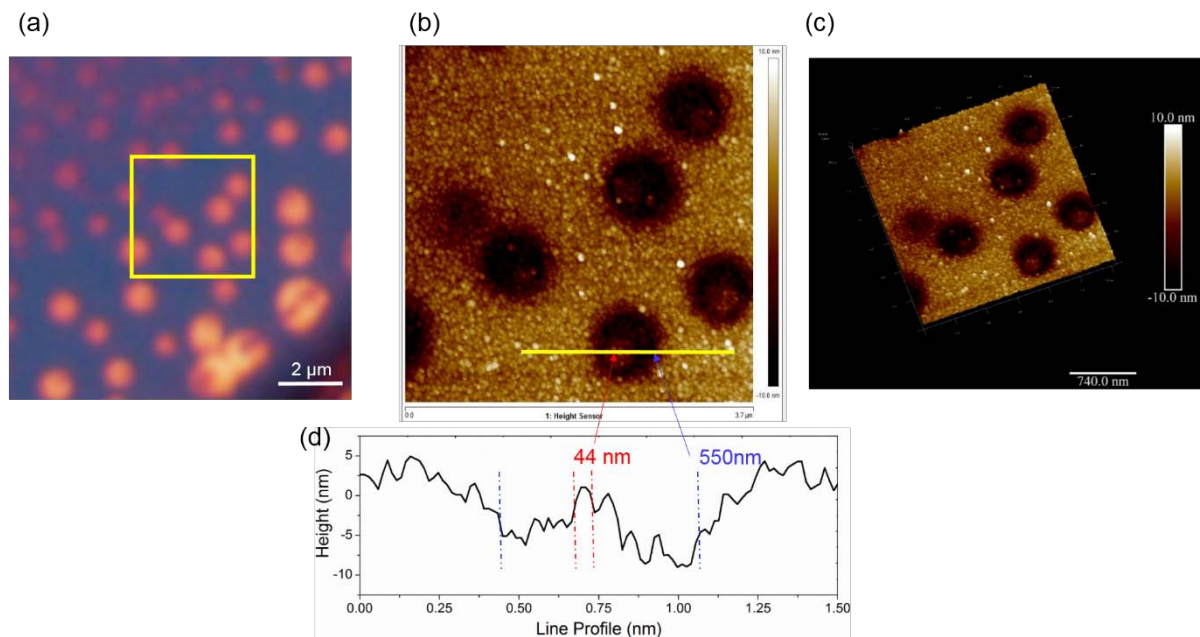 (a)
(b)
(c)
2 µm
10.0 nm
-10.0 nm
0.0
1: Height Sensor
3.7 µm
10.0 nm
-10.0 nm
740.0 nm
(d)
44 nm
550nm
Height (nm)
5
0
-5
-10
0.00 0.25 0.50 0.75 1.00 1.25 1.50
Line Profile (nm)